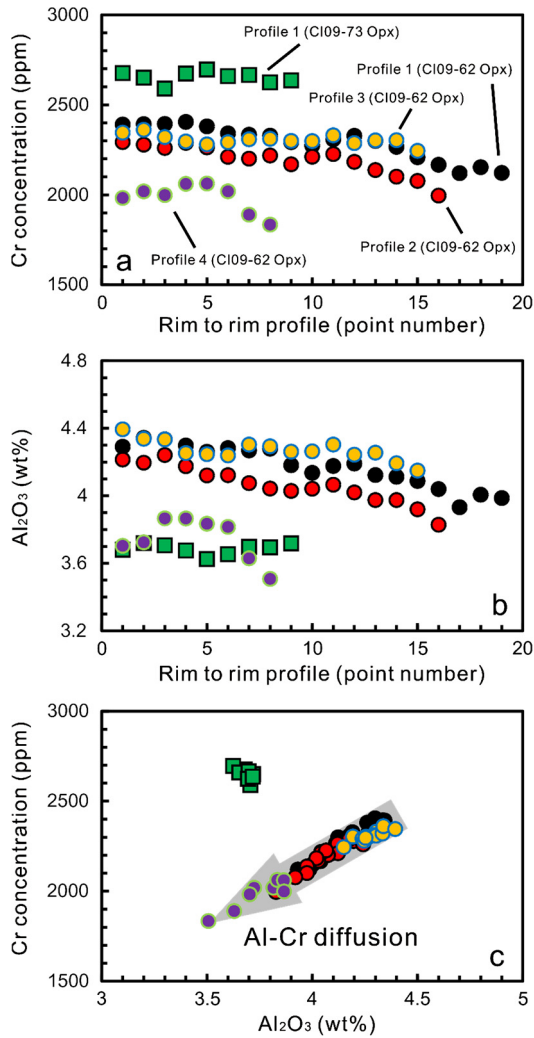 3000
2500
2000
1500
Cr concentration (ppm)
Profile 1 (CI09-73 Opx)
Profile 1 (CI09-62 Opx)
Profile 3 (CI09-62 Opx)
Profile 4 (CI09-62 Opx)
Profile 2 (CI09-62 Opx)
a
0 5 10 15 20
Rim to rim profile (point number)
4.8
4.4
4
3.6
3.2
Al₂O₃ (wt%)
b
0 5 10 15 20
Rim to rim profile (point number)
3000
2500
2000
1500
Cr concentration (ppm)
Al-Cr diffusion
c
3 3.5 4 4.5 5
Al₂O₃ (wt%)